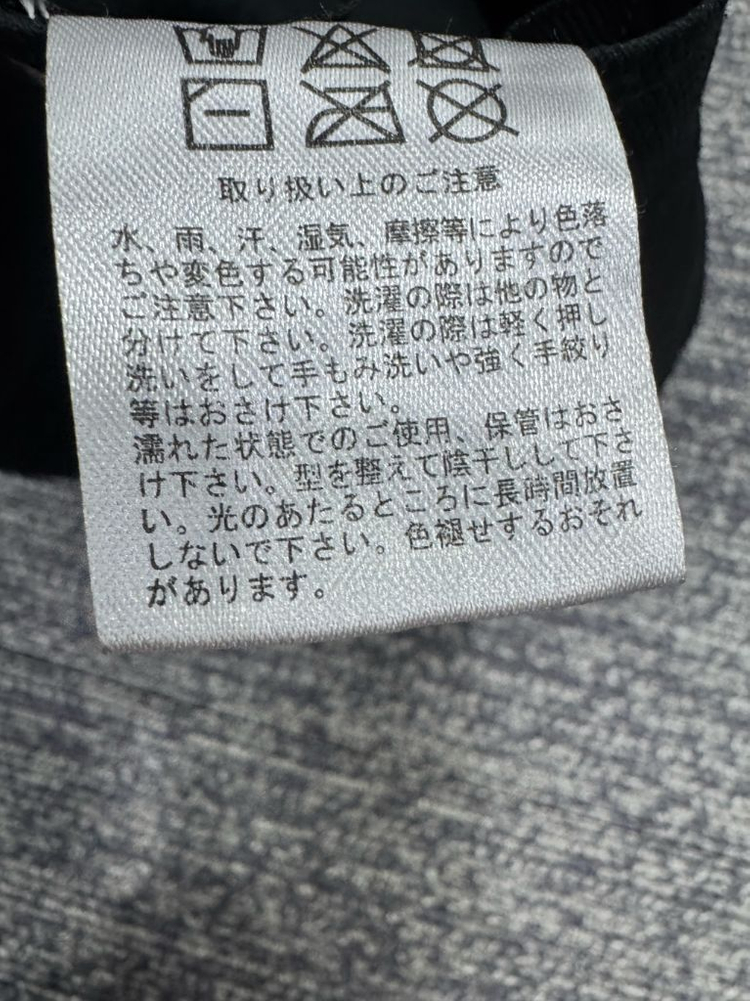 取り扱い上のご注意
水、雨、汗、湿気、摩擦等により色落
ちや変色する可能性がありますので
ご注意下さい。洗濯の際は他の物と
分けて下さい。洗濯の際は軽く押し
洗いをして手もみ洗いや強く手絞り
等はおさけ下さい。
濡れた状態でのご使用、保管はおさ
け下さい。型を整えて陰干しして下さ
い。光のあたるところに長時間放置
しないで下さい。色褪せするおそれ
があります。